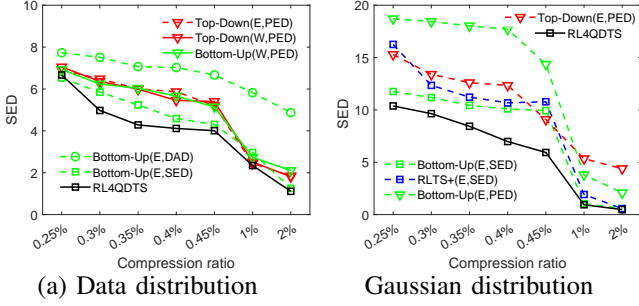 10
8
6
4
2
0
SED
Top-Down(E,PED)
Top-Down(W,PED)
Bottom-Up(W,PED)
Bottom-Up(E,DAD)
Bottom-Up(E,SED)
RL4QDTS
0.25% 0.3% 0.35% 0.4% 0.45% 1% 2%
Compression ratio
(a) Data distribution
20
15
10
5
0
SED
Top-Down(E,PED)
RL4QDTS
Bottom-Up(E,SED)
RLTS+(E,SED)
Bottom-Up(E,PED)
0.25% 0.3% 0.35% 0.4% 0.45% 1% 2%
Compression ratio
Gaussian distribution